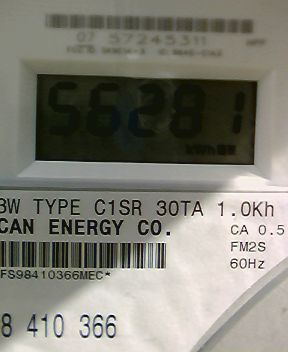 07 57245311
56281
kWh
3W TYPE C1SR 30TA 1.0Kh
CAN ENERGY CO.
CA 0.5
FM2S
60Hz
FS98410366MEC*
8 410 366